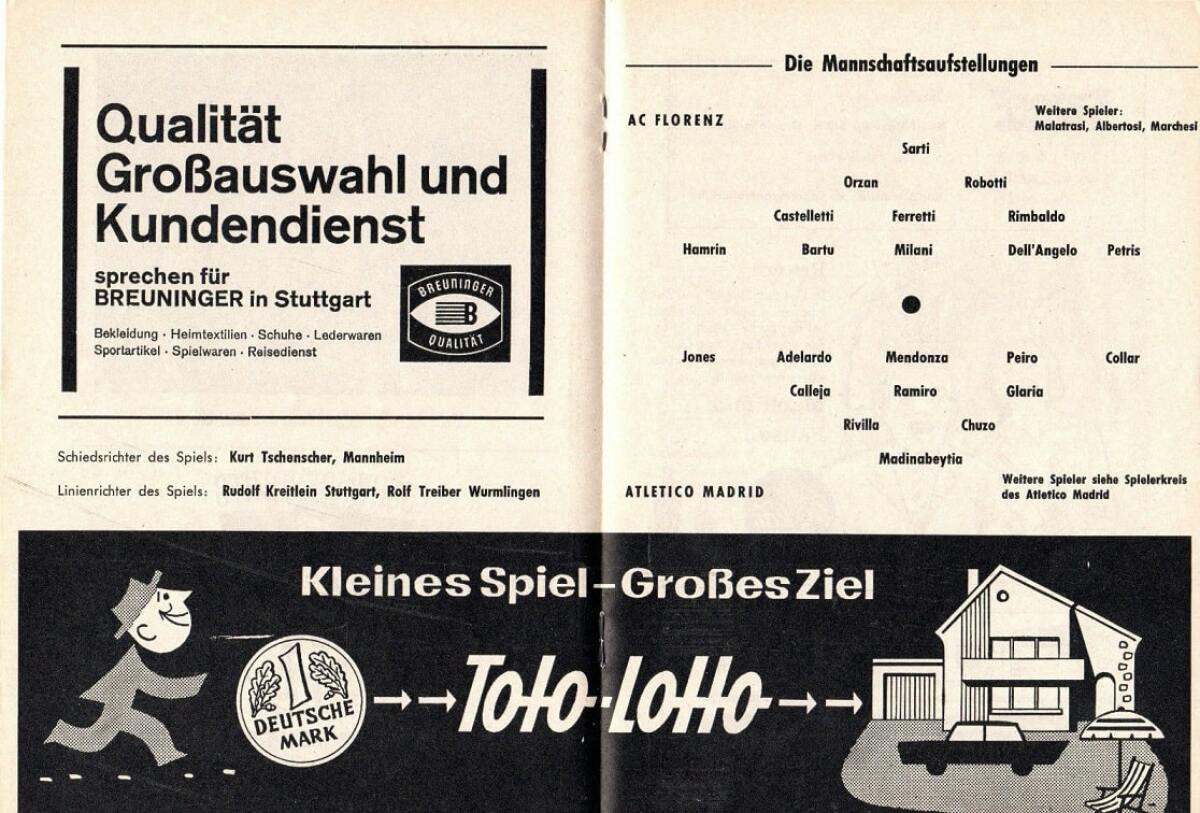 Qualität
Großauswahl und
Kundendienst
sprechen für
BREUNINGER in Stuttgart
Bekleidung · Heimtextilien · Schuhe · Lederwaren
Sportartikel · Spielwaren · Reisedienst
BREUNINGER
B
QUALITÄT
Schiedsrichter des Spiels: Kurt Tschenscher, Mannheim
Linienrichter des Spiels: Rudolf Kreitlein Stuttgart, Rolf Treiber Wurmlingen
Die Mannschaftsaufstellungen
AC FLORENZ
Weitere Spieler:
Malatrasi, Albertosi, Marchesi
Sarti
Orzan Robotti
Castelletti Ferretti Rimbaldo
Hamrin Bartu Milani Dell'Angelo Petris
Jones Adelardo Mendonza Peiro Collar
Calleja Ramiro Glaria
Rivilla Chuzo
Madinabeytia
ATLETICO MADRID
Weitere Spieler siehe Spielerkreis
des Atletico Madrid
Kleines Spiel – Großes Ziel
1
DEUTSCHE
MARK
Toto-Lotto